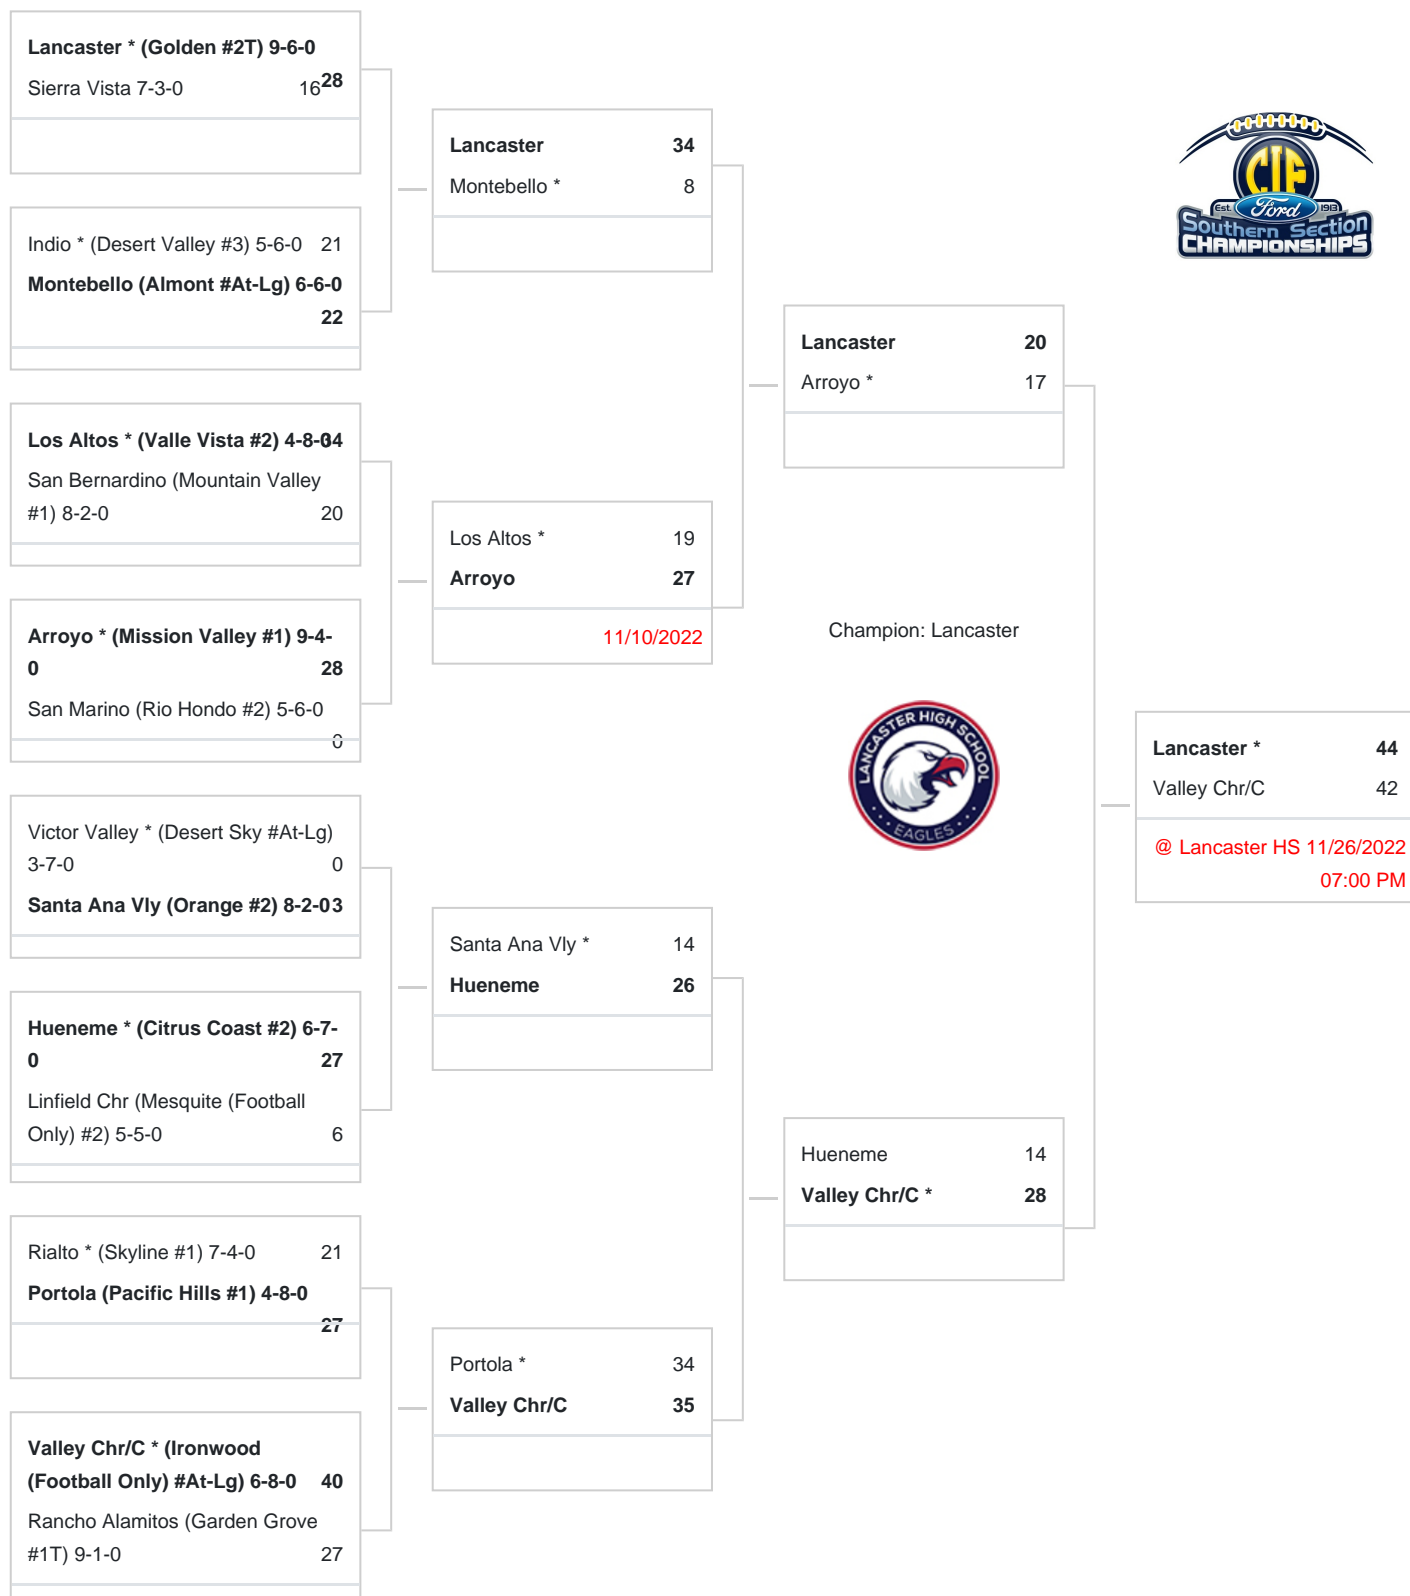 Lancaster * (Golden #2T) 9-6-0
28
Sierra Vista 7-3-0 16
Indio * (Desert Valley #3) 5-6-0 21
Montebello (Almont #At-Lg) 6-6-0
22
Los Altos * (Valle Vista #2) 4-8-0 34
San Bernardino (Mountain Valley
#1) 8-2-0 20
Arroyo * (Mission Valley #1) 9-4-
0 28
San Marino (Rio Hondo #2) 5-6-0
0
Victor Valley * (Desert Sky #At-Lg)
3-7-0 0
Santa Ana Vly (Orange #2) 8-2-0 3
Hueneme * (Citrus Coast #2) 6-7-
0 27
Linfield Chr (Mesquite (Football
Only) #2) 5-5-0 6
Rialto * (Skyline #1) 7-4-0 21
Portola (Pacific Hills #1) 4-8-0
27
Valley Chr/C * (Ironwood
(Football Only) #At-Lg) 6-8-0 40
Rancho Alamitos (Garden Grove
#1T) 9-1-0 27
Lancaster 34
Montebello * 8
Los Altos * 19
Arroyo 27
11/10/2022
Santa Ana Vly * 14
Hueneme 26
Portola * 34
Valley Chr/C 35
Lancaster 20
Arroyo * 17
Champion: Lancaster
LANCASTER HIGH SCHOOL
EAGLES
Hueneme 14
Valley Chr/C * 28
CIF
Est. Ford 1913
Southern Section
CHAMPIONSHIPS
Lancaster * 44
Valley Chr/C 42
@ Lancaster HS 11/26/2022
07:00 PM